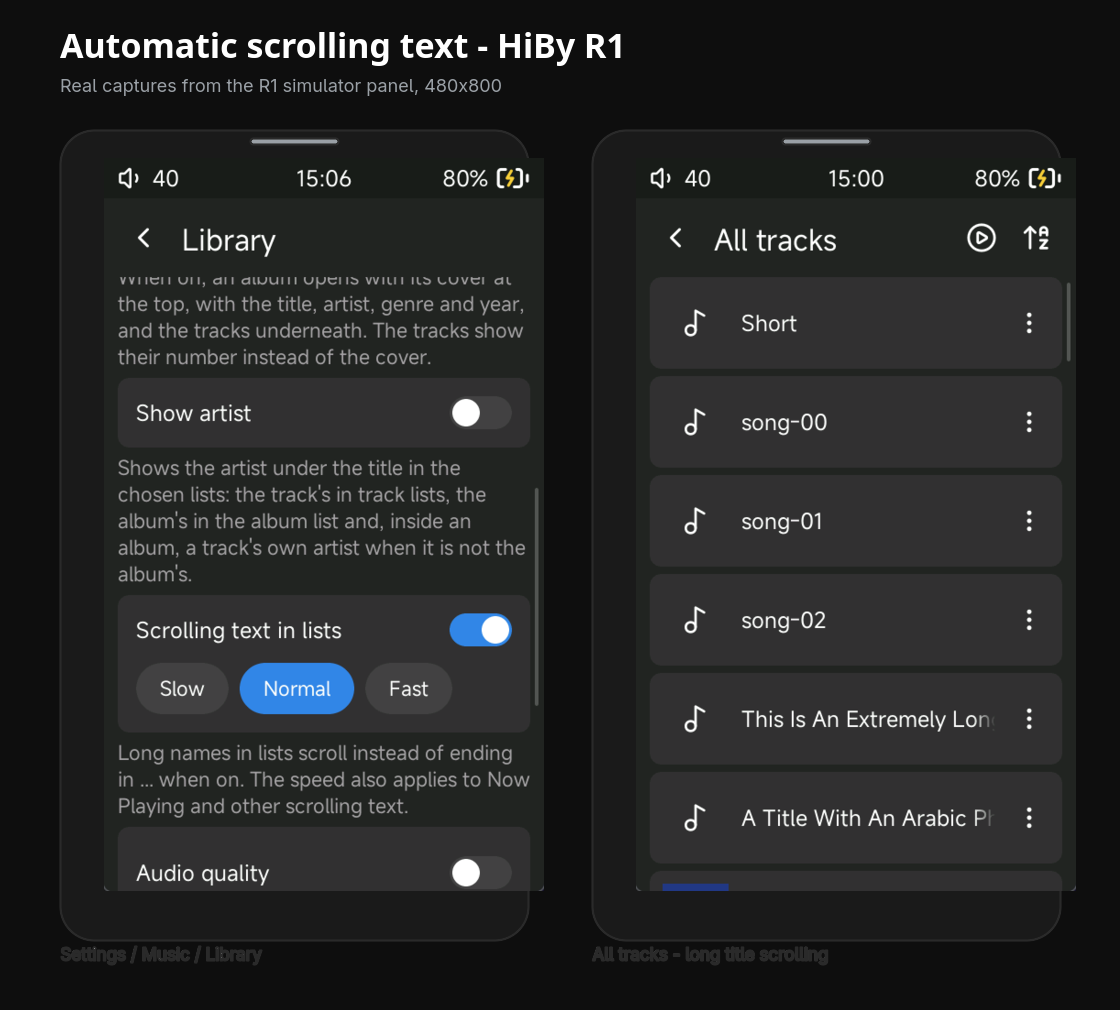 Automatic scrolling text - HiBy R1
Real captures from the R1 simulator panel, 480x800
40 15:06 80%
Library
When on, an album opens with its cover at
the top, with the title, artist, genre and year,
and the tracks underneath. The tracks show
their number instead of the cover.
Show artist
Shows the artist under the title in the
chosen lists: the track's in track lists, the
album's in the album list and, inside an
album, a track's own artist when it is not the
album's.
Scrolling text in lists
Slow Normal Fast
Long names in lists scroll instead of ending
in ... when on. The speed also applies to Now
Playing and other scrolling text.
Audio quality
Settings / Music / Library
40 15:00 80%
All tracks
A
Z
Short
song-00
song-01
song-02
This Is An Extremely Lon
A Title With An Arabic P
All tracks - long title scrolling